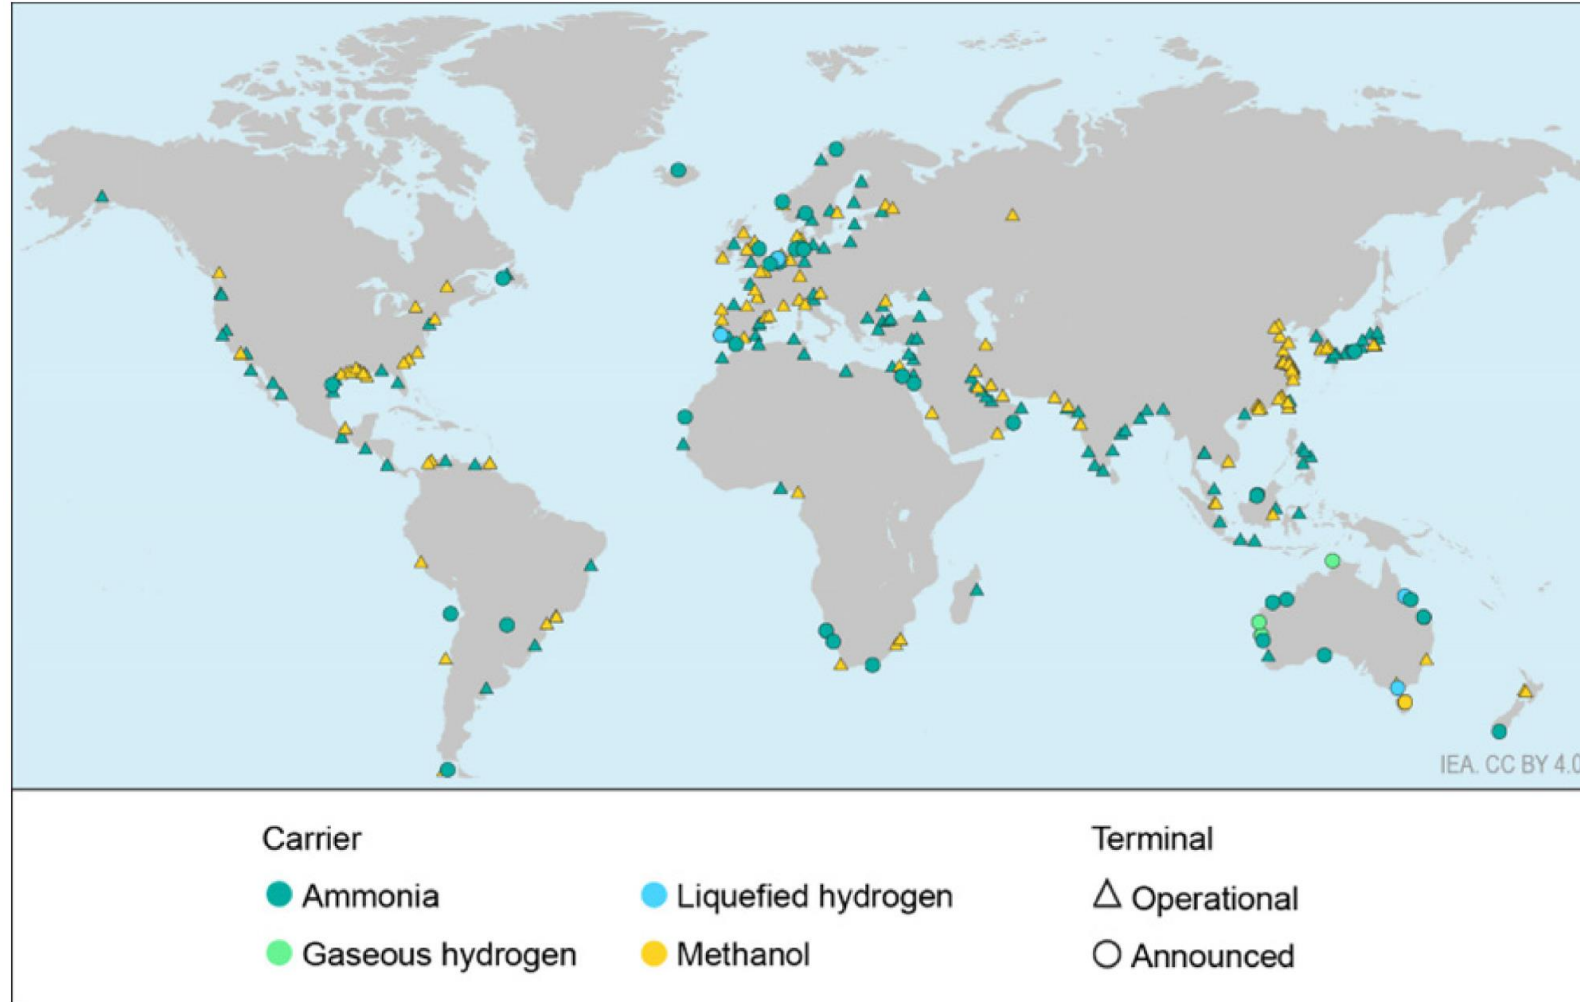 IEA. CC BY 4.0
Carrier
Terminal
Ammonia
Liquefied hydrogen
Operational
Gaseous hydrogen
Methanol
Announced